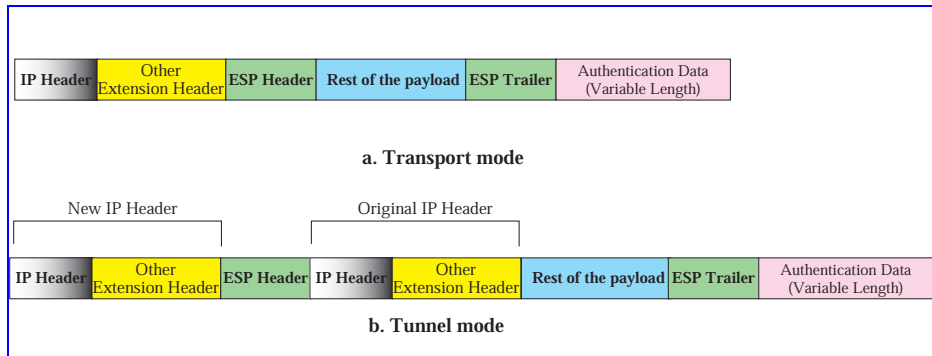 IP Header
Other
Extension Header
ESP Header
Rest of the payload
ESP Trailer
Authentication Data
(Variable Length)
a. Transport mode
New IP Header
Original IP Header
IP Header
Other
Extension Header
ESP Header
IP Header
Other
Extension Header
Rest of the payload
ESP Trailer
Authentication Data
(Variable Length)
b. Tunnel mode